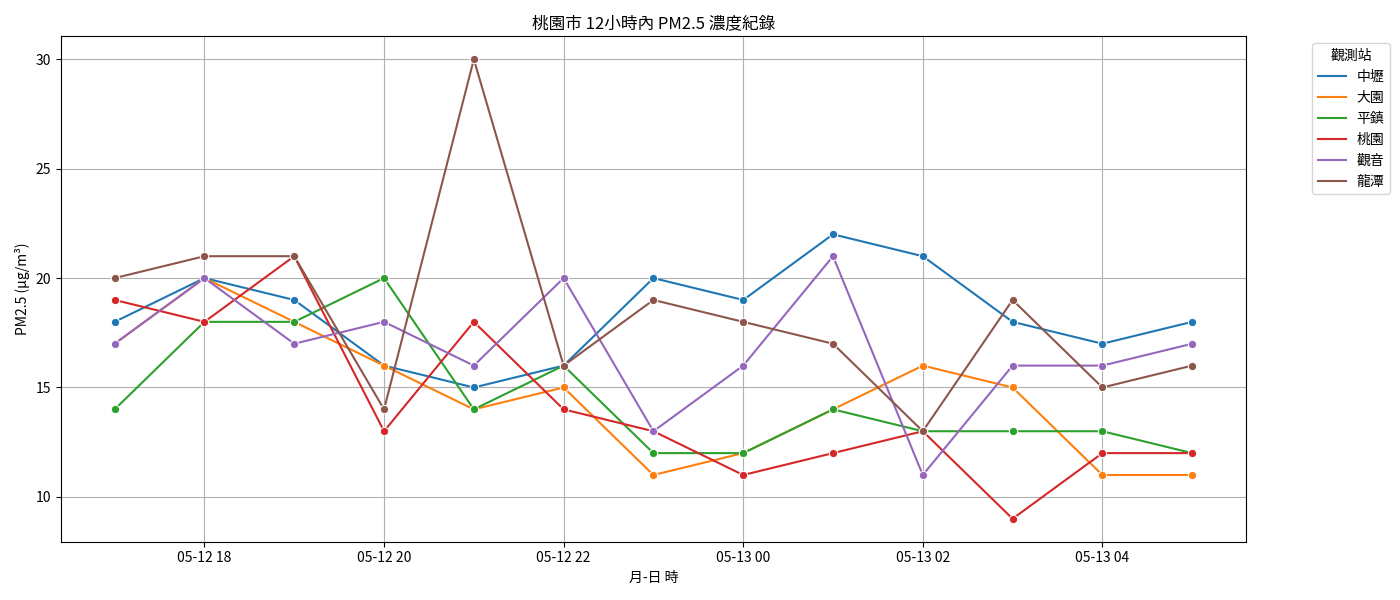 桃園市 12小時內 PM2.5 濃度紀錄
PM2.5 (μg/m³)
30
25
20
15
10
05-12 18
05-12 20
05-12 22
05-13 00
05-13 02
05-13 04
月-日 時
觀測站
中壢
大園
平鎮
桃園
觀音
龍潭